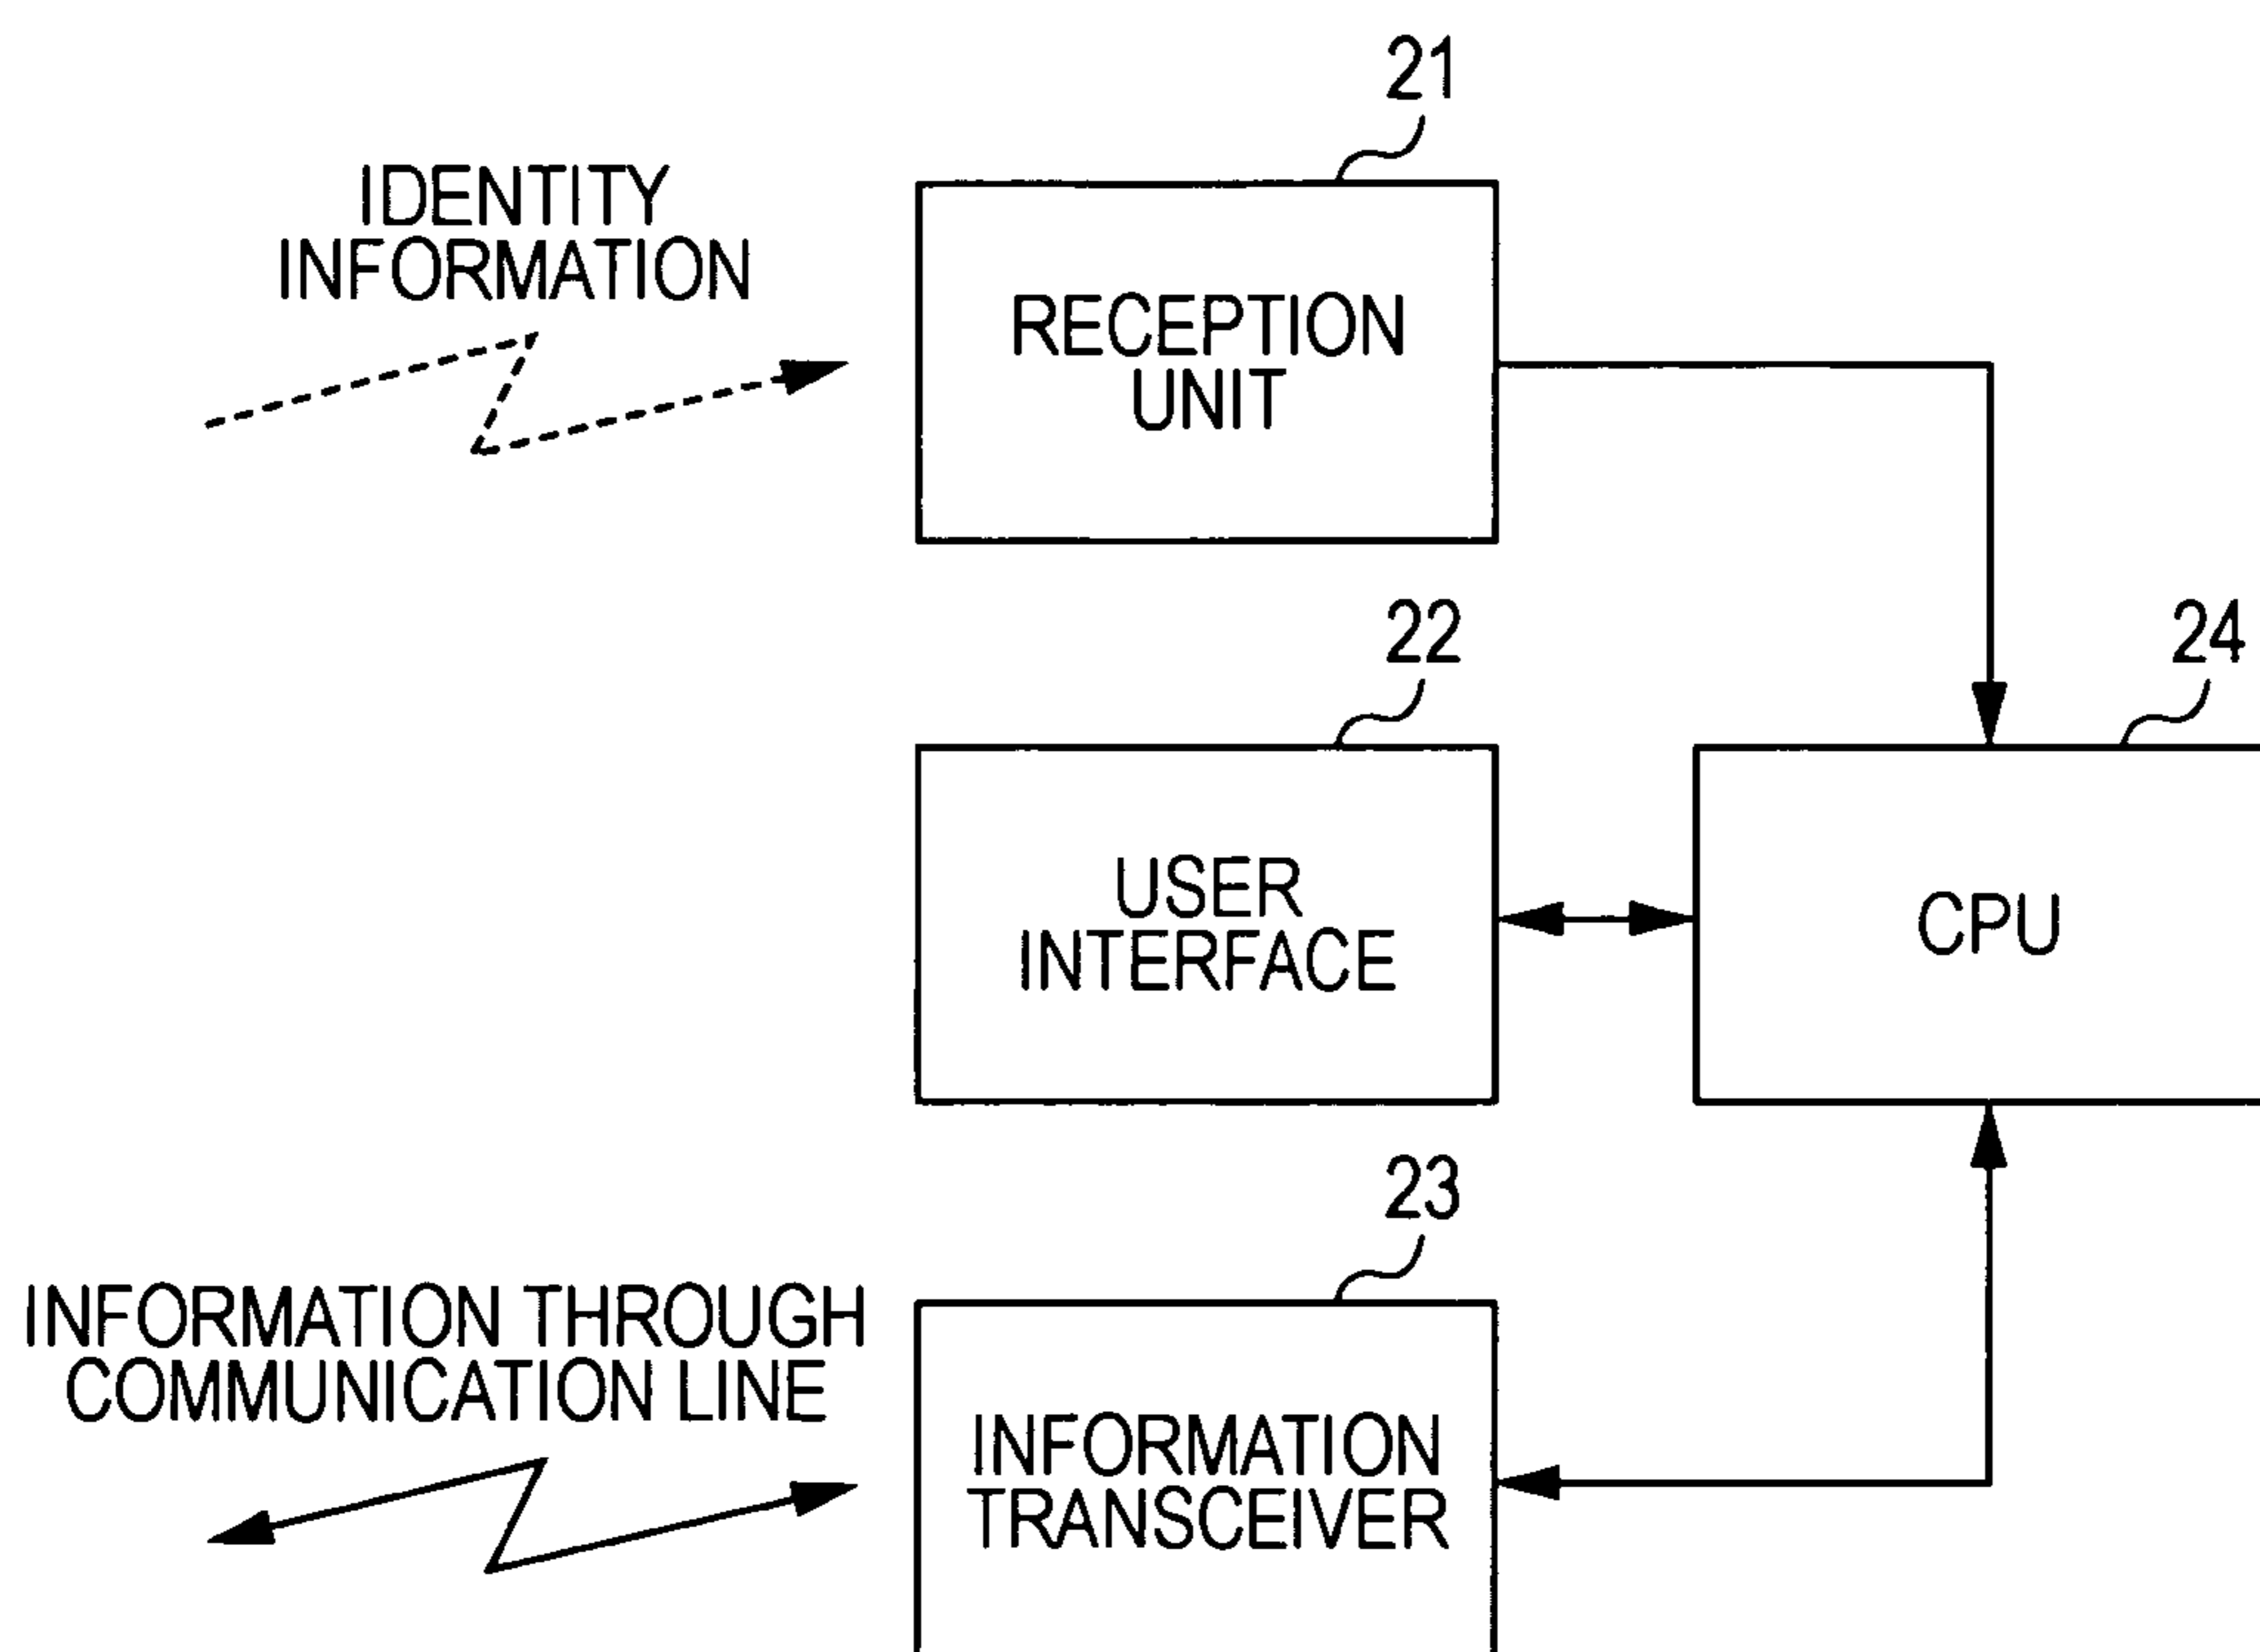 21
IDENTITY
INFORMATION
RECEPTION
UNIT
22
24
USER
INTERFACE
CPU
23
INFORMATION THROUGH
COMMUNICATION LINE
INFORMATION
TRANSCEIVER